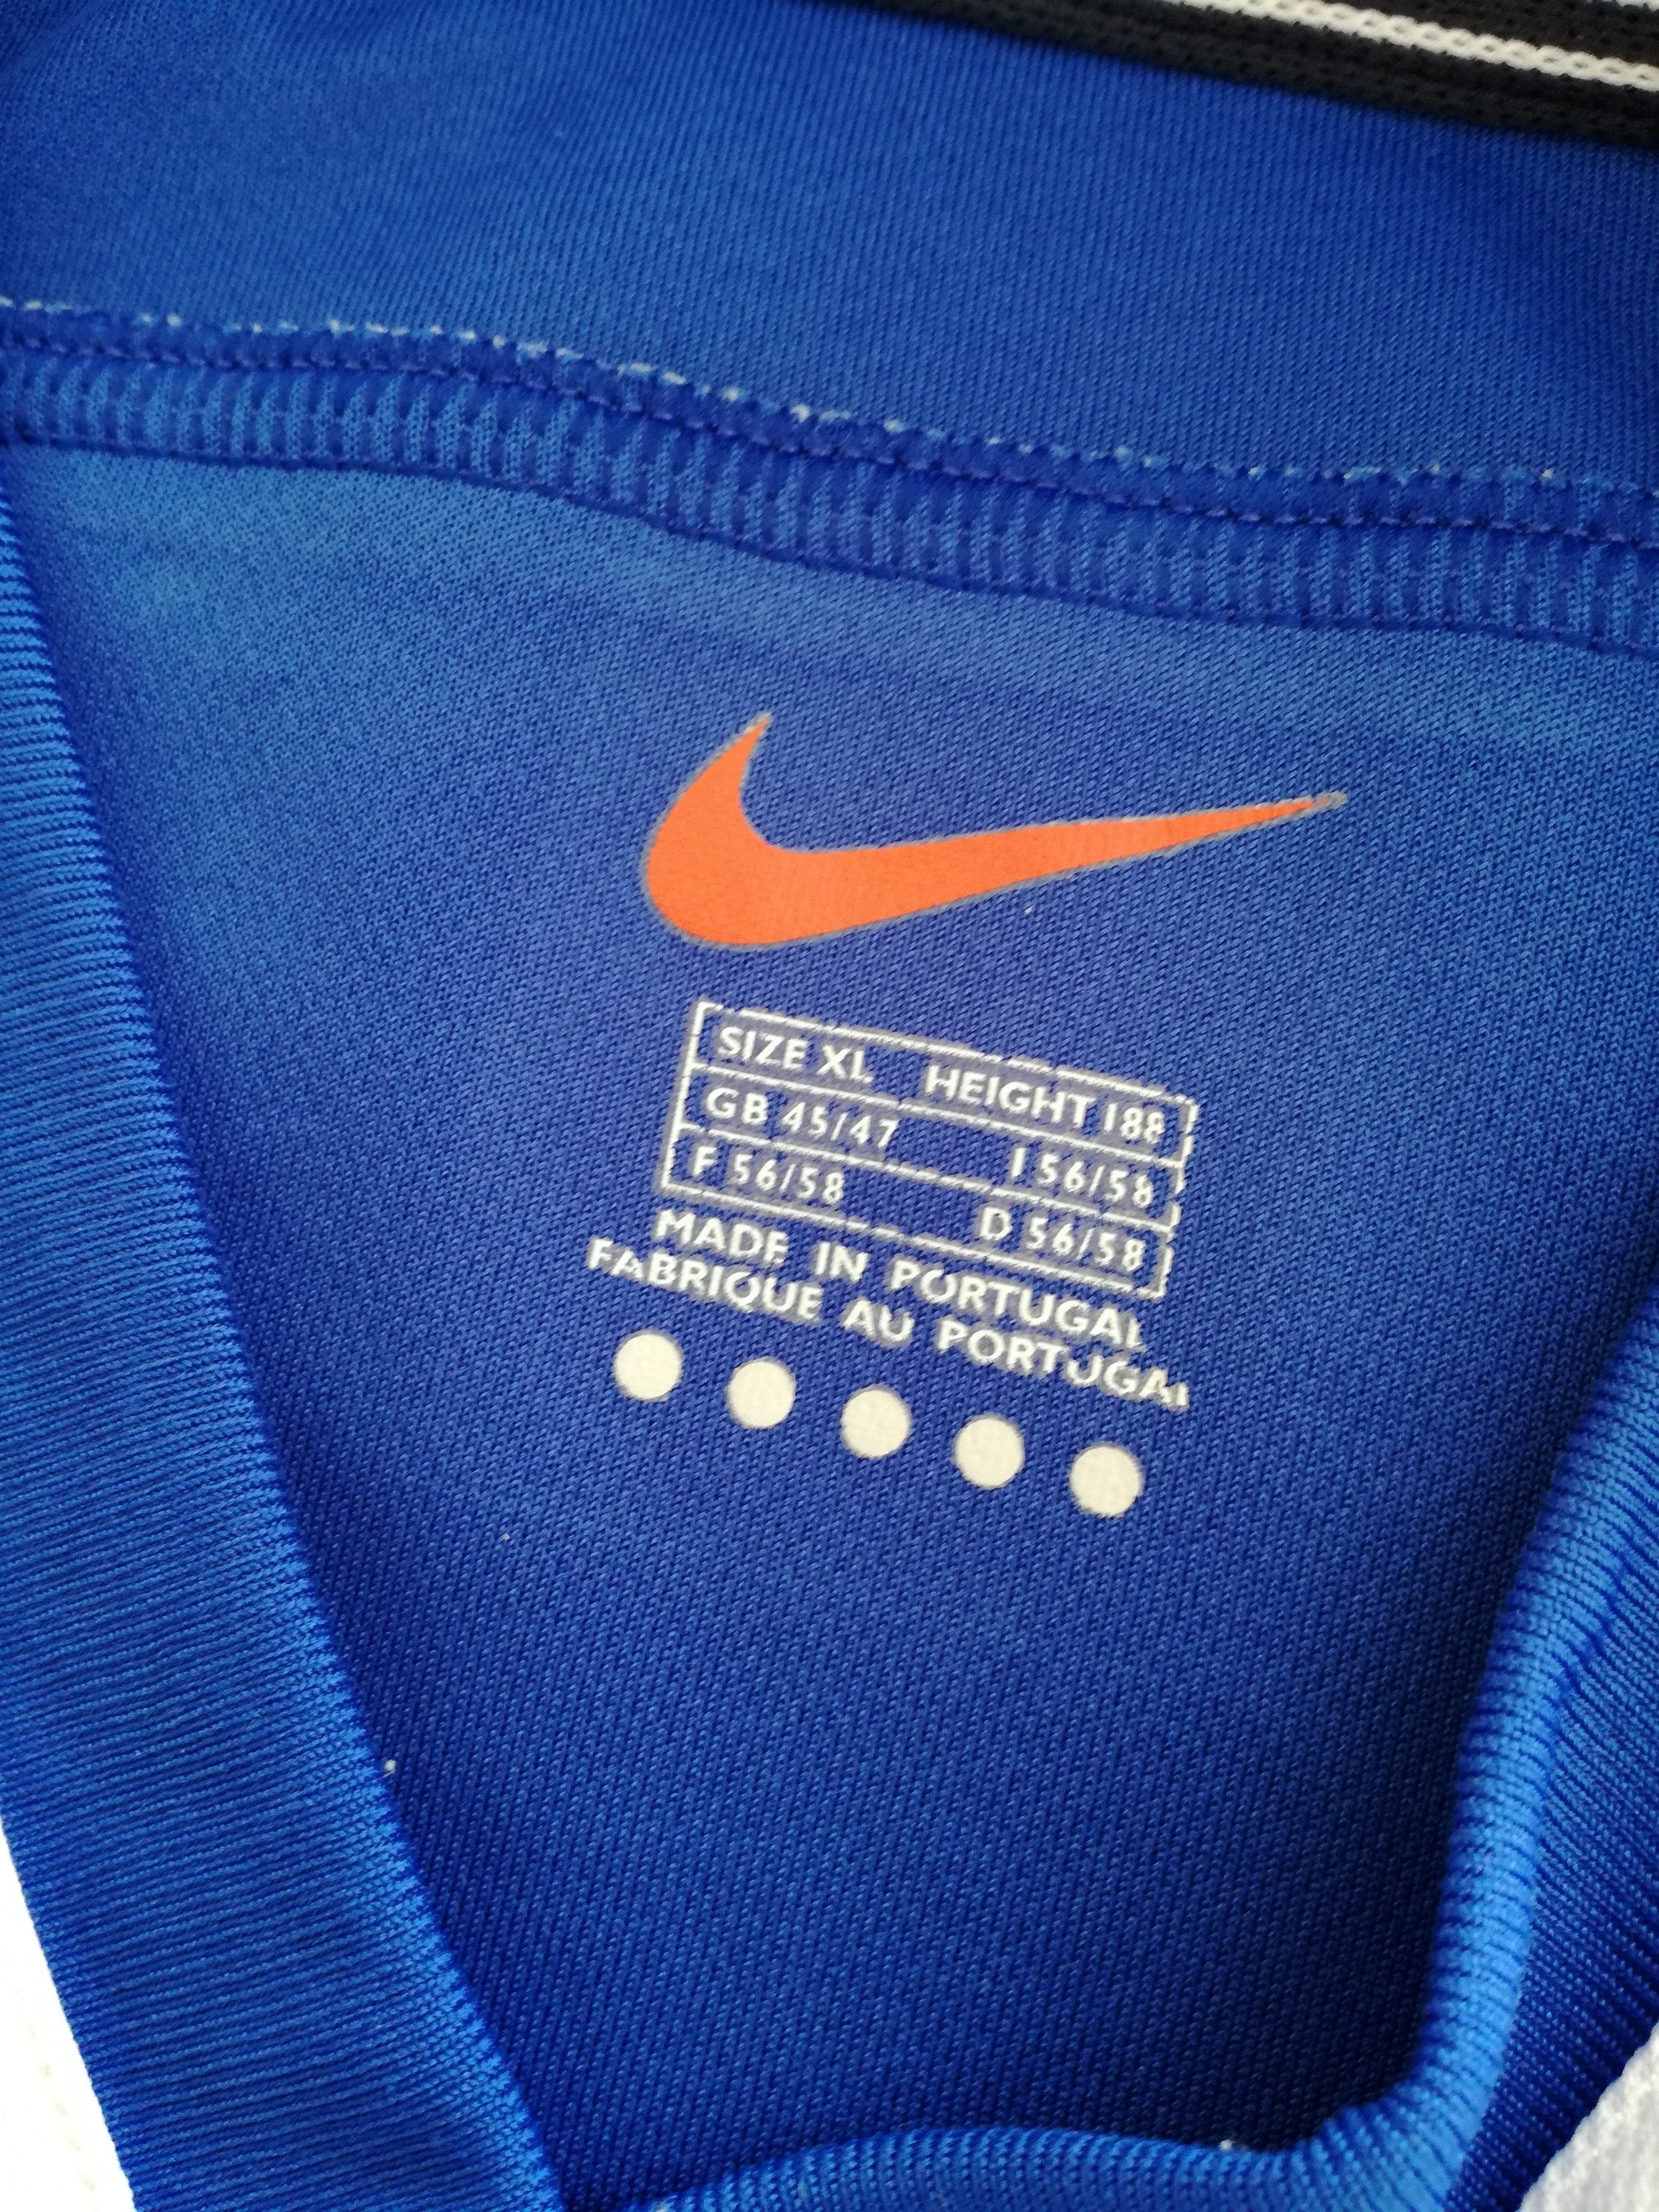 SIZE XL HEIGHT 188
GB 45/47 I 56/58
F 56/58 D 56/58
MADE IN PORTUGAL
FABRIQUE AU PORTUGAL